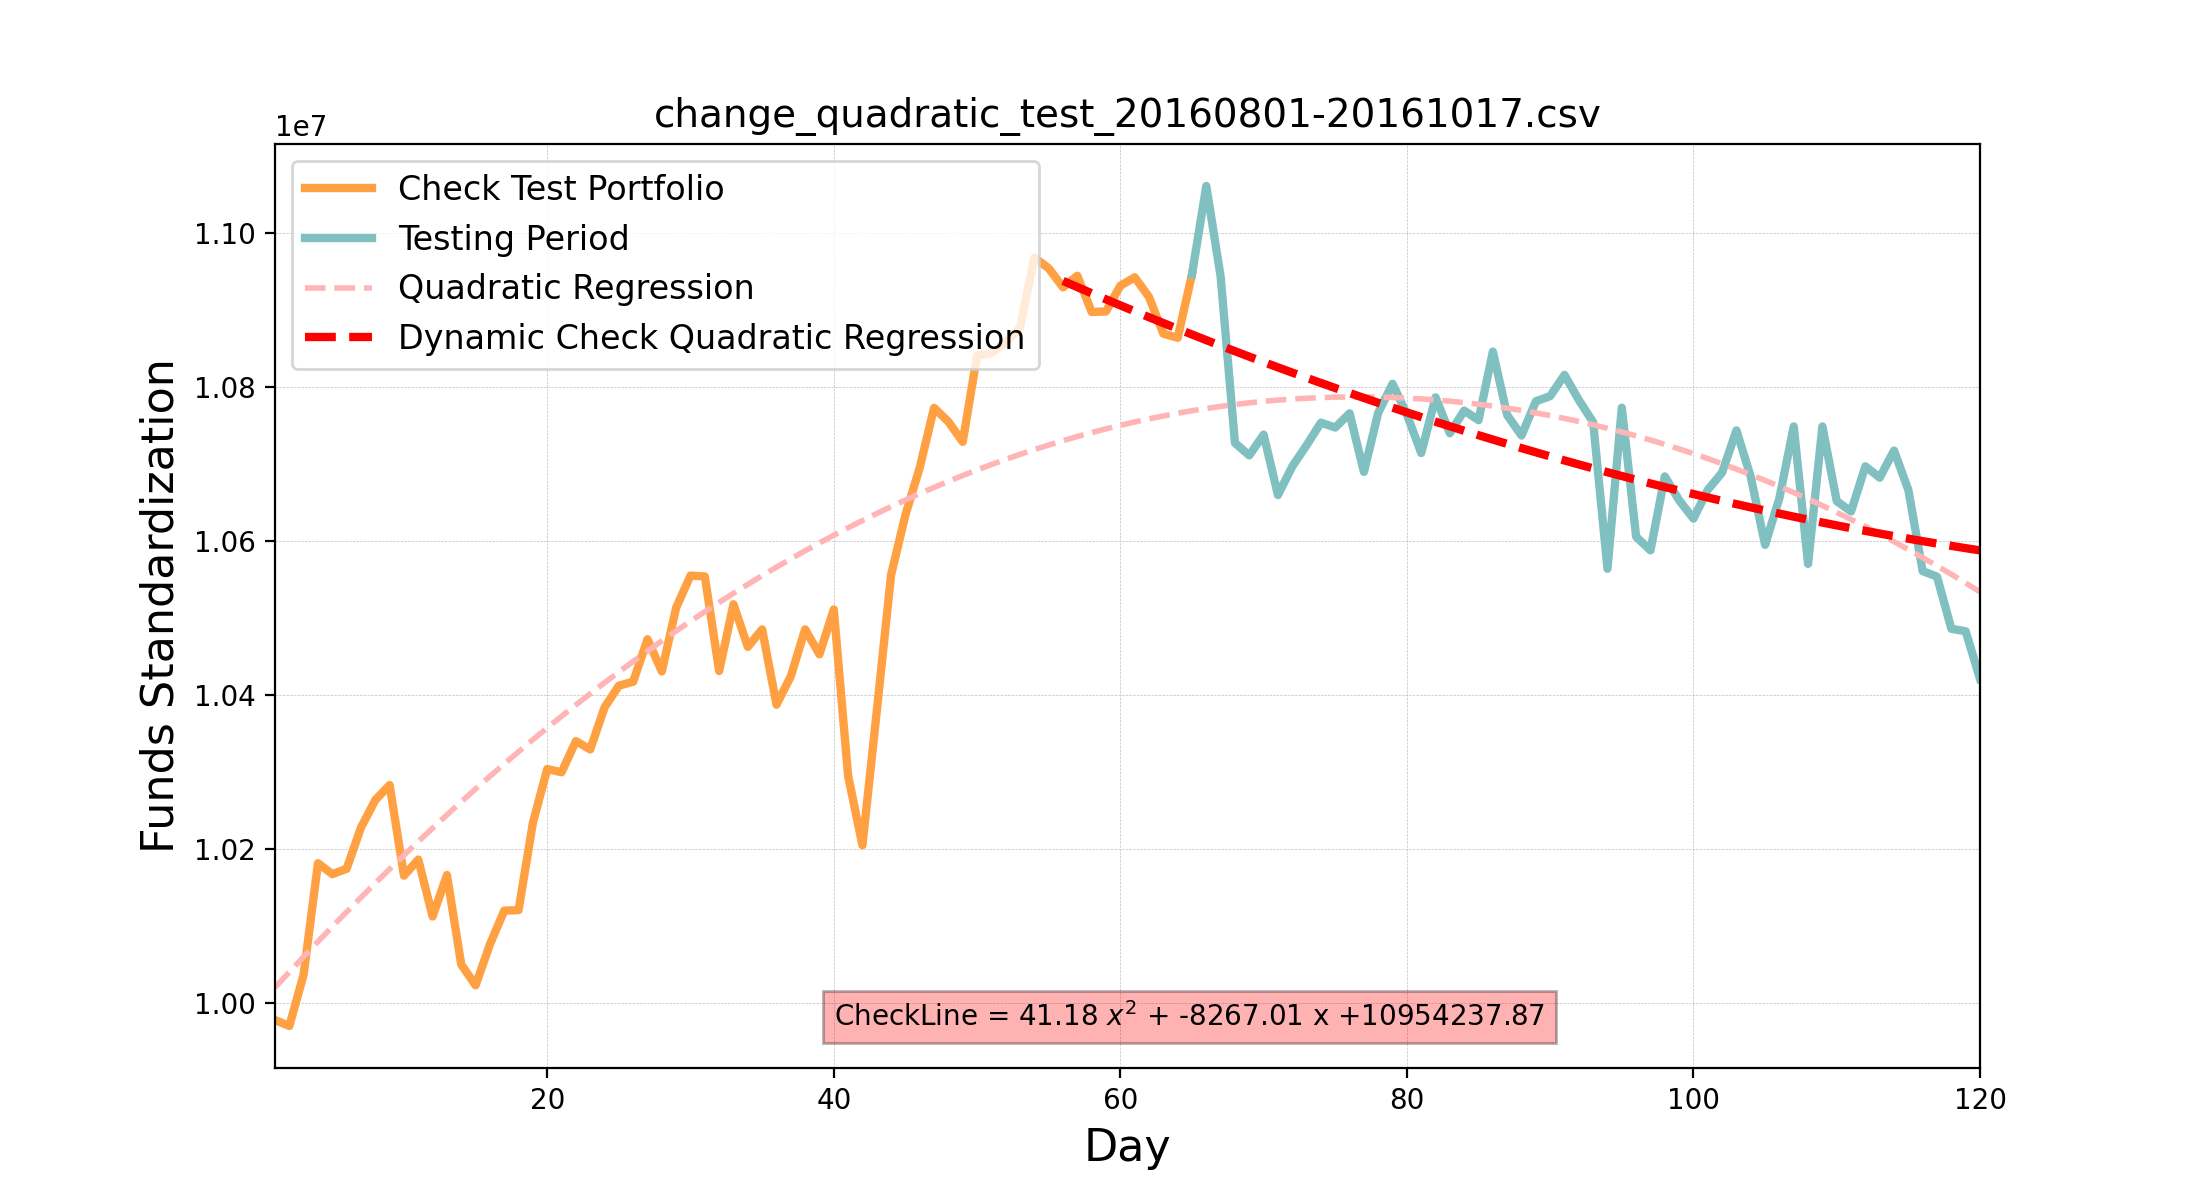 change_quadratic_test_20160801-20161017.csv
1e7
Check Test Portfolio
Testing Period
Quadratic Regression
Dynamic Check Quadratic Regression
1.10
1.08
1.06
1.04
1.02
1.00
Funds Standardization
CheckLine = 41.18 x² + -8267.01 x +10954237.87
20 40 60 80 100 120
Day